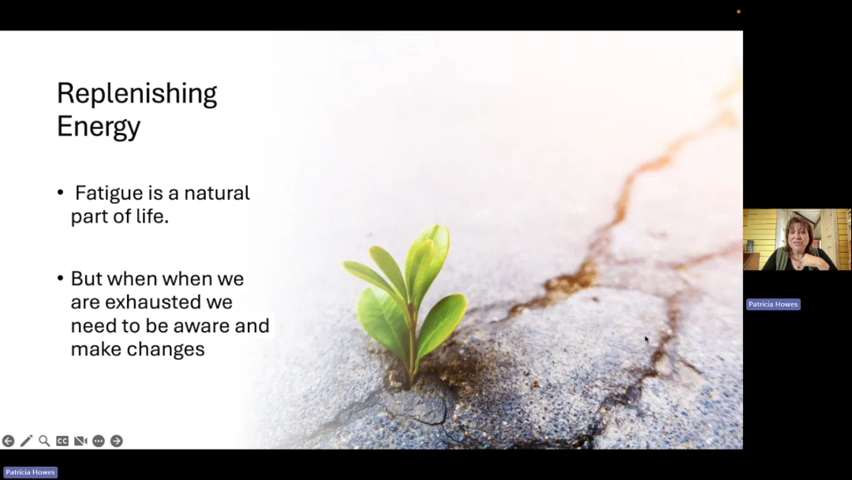 Replenishing
Energy
• Fatigue is a natural
part of life.
• But when when we
are exhausted we
need to be aware and
make changes
CC
Patricia Howes
Patricia Howes